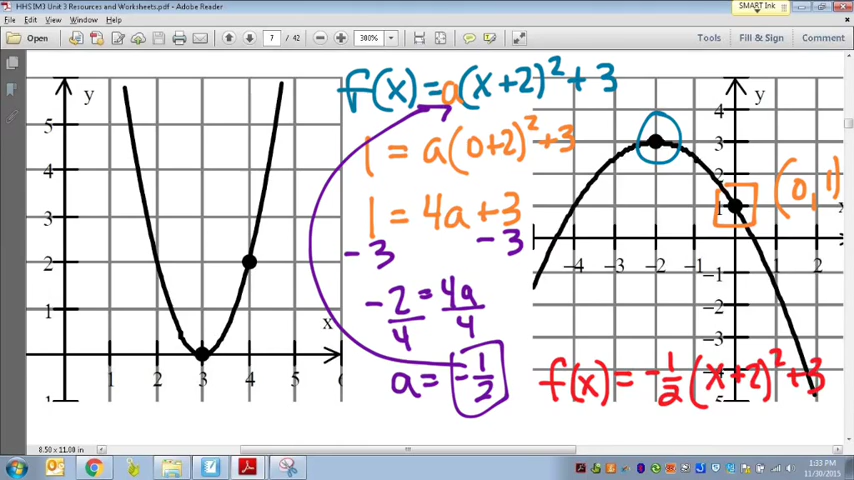 HHS IM3 Unit 3 Resources and Worksheets.pdf - Adobe Reader
SMART Ink
File Edit View Window Help
Open 7 / 42 380% Tools Fill & Sign Comment
y
5
4
3
2
1
x
1 2 3 4 5 6
f(x)=a(x+2)²+3
1 = a(0+2)²+3
1 = 4a+3
-3 -3
-2/4 = 4a/4
a = -1/2
y
4
3
2
1
(0,1)
-4 -3 -2 -1 1 2
-1
-2
-3
f(x)=-1/2(x+2)²+3
8.50 x 11.00 in
1:33 PM
11/30/2015